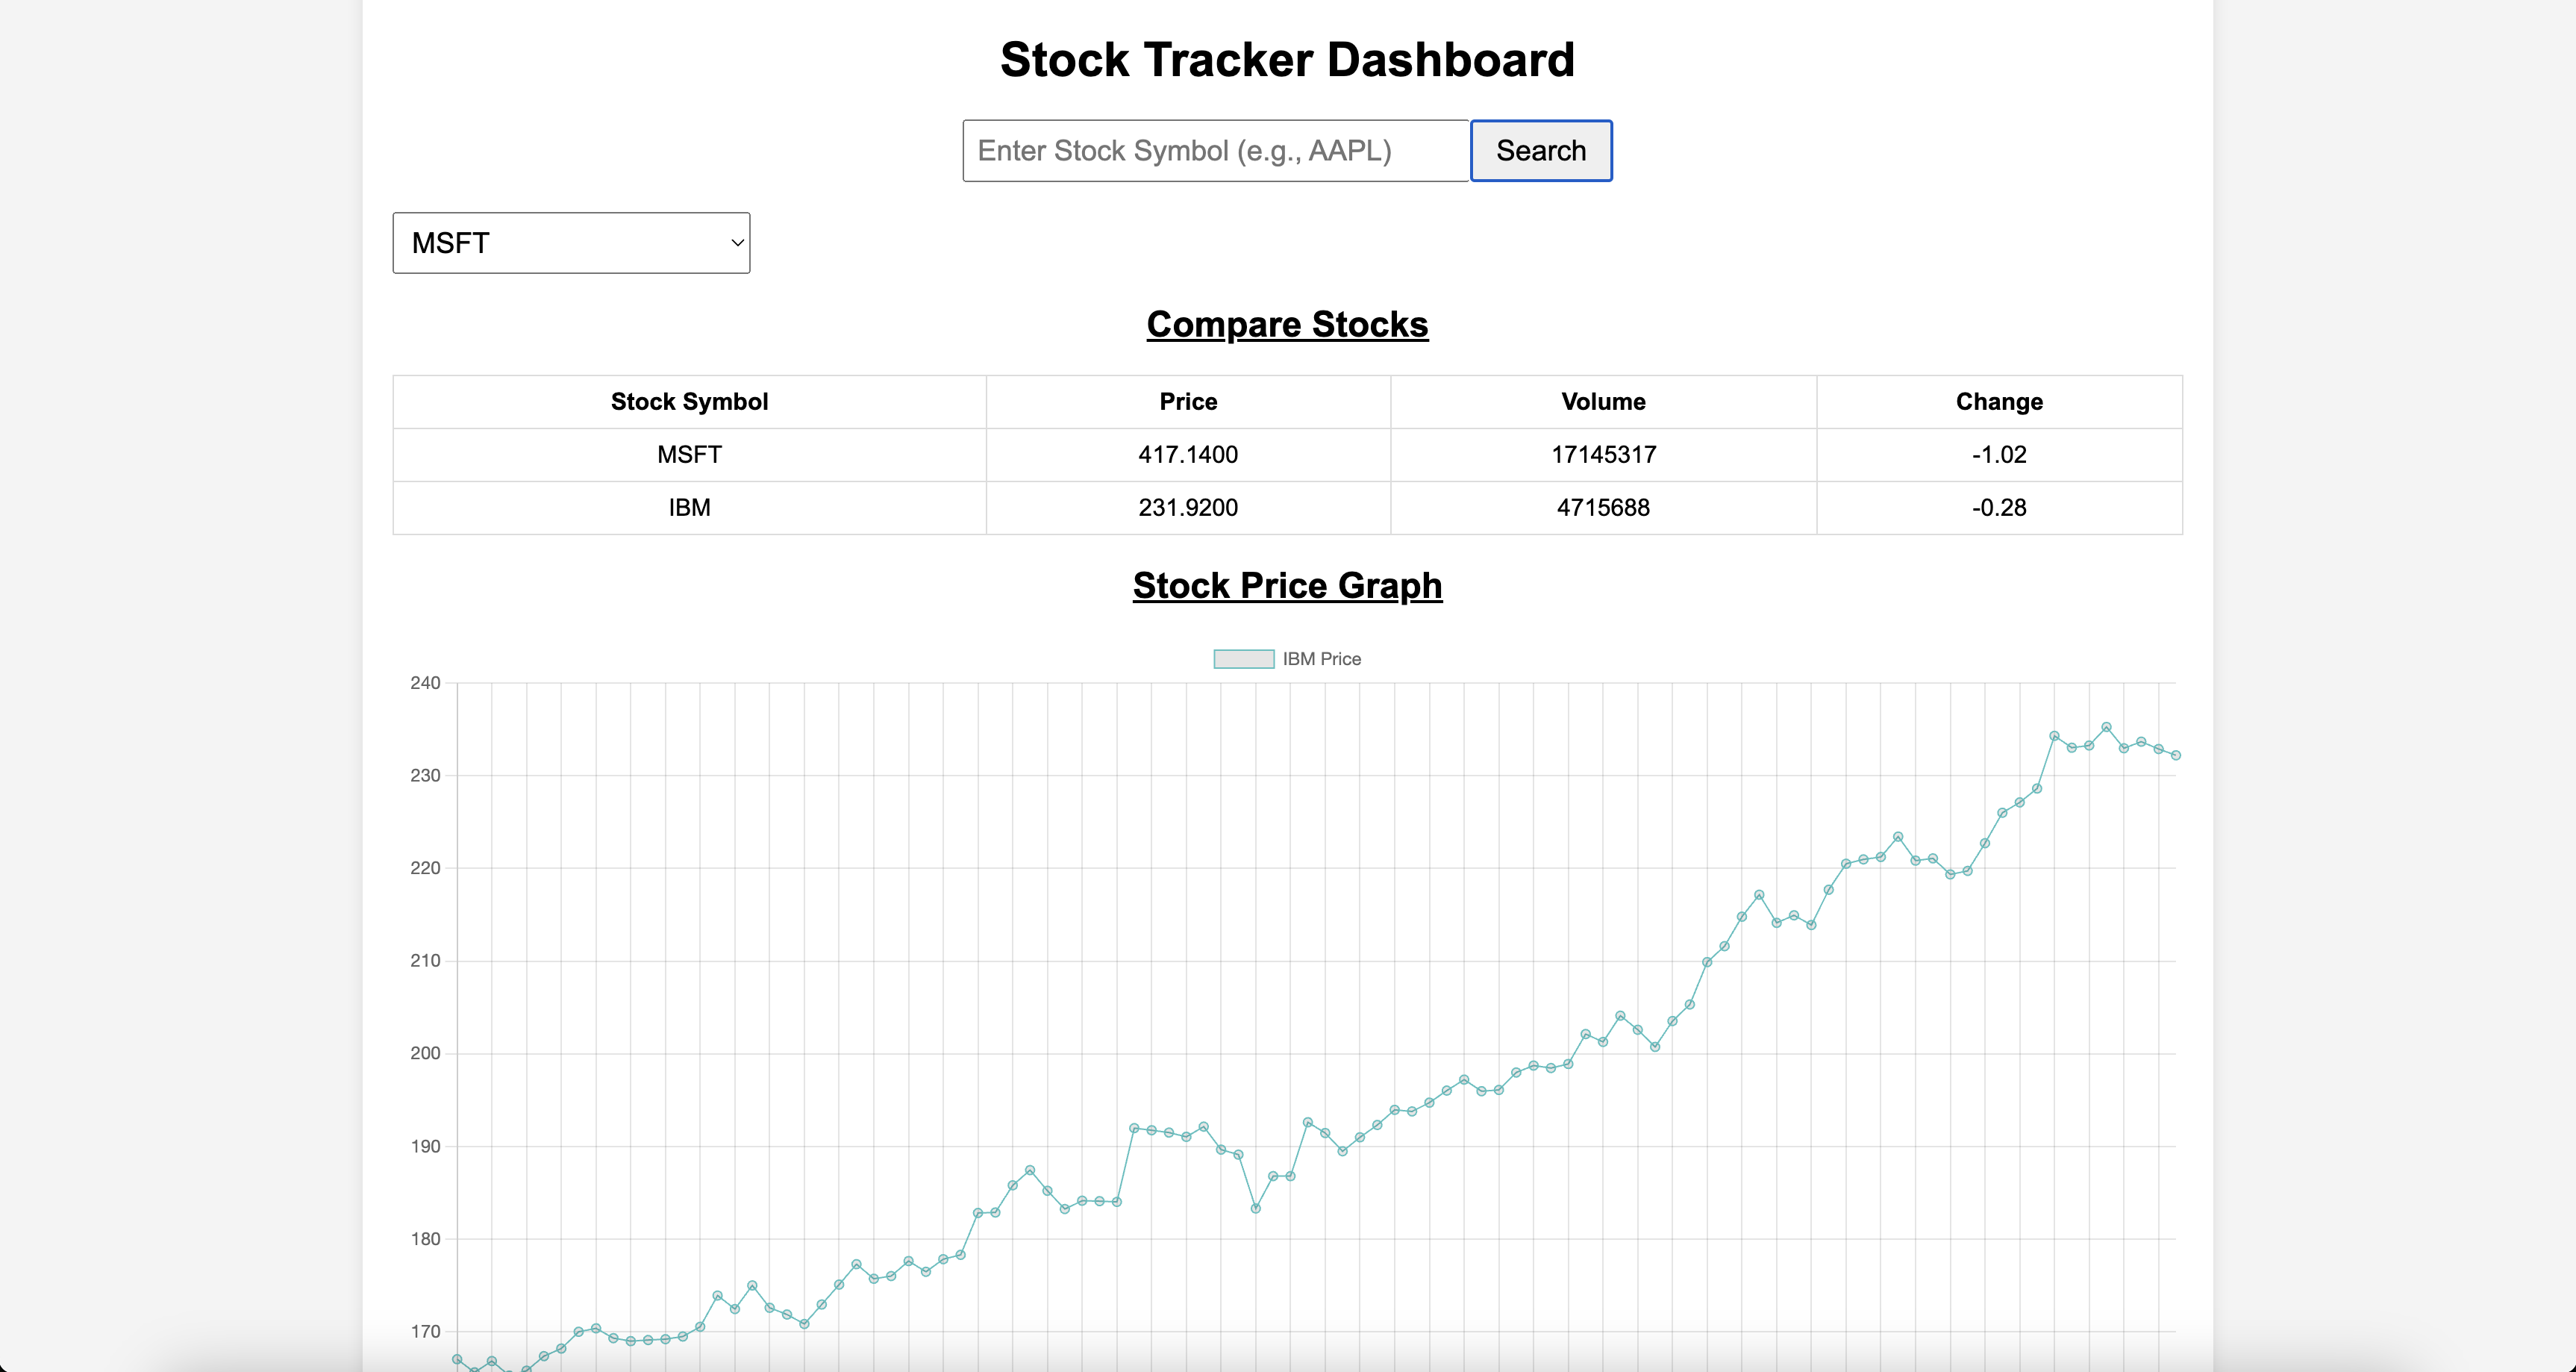 Stock Tracker Dashboard
Enter Stock Symbol (e.g., AAPL) Search
MSFT
Compare Stocks
Stock Symbol Price Volume Change
MSFT 417.1400 17145317 -1.02
IBM 231.9200 4715688 -0.28
Stock Price Graph
IBM Price
240
230
220
210
200
190
180
170